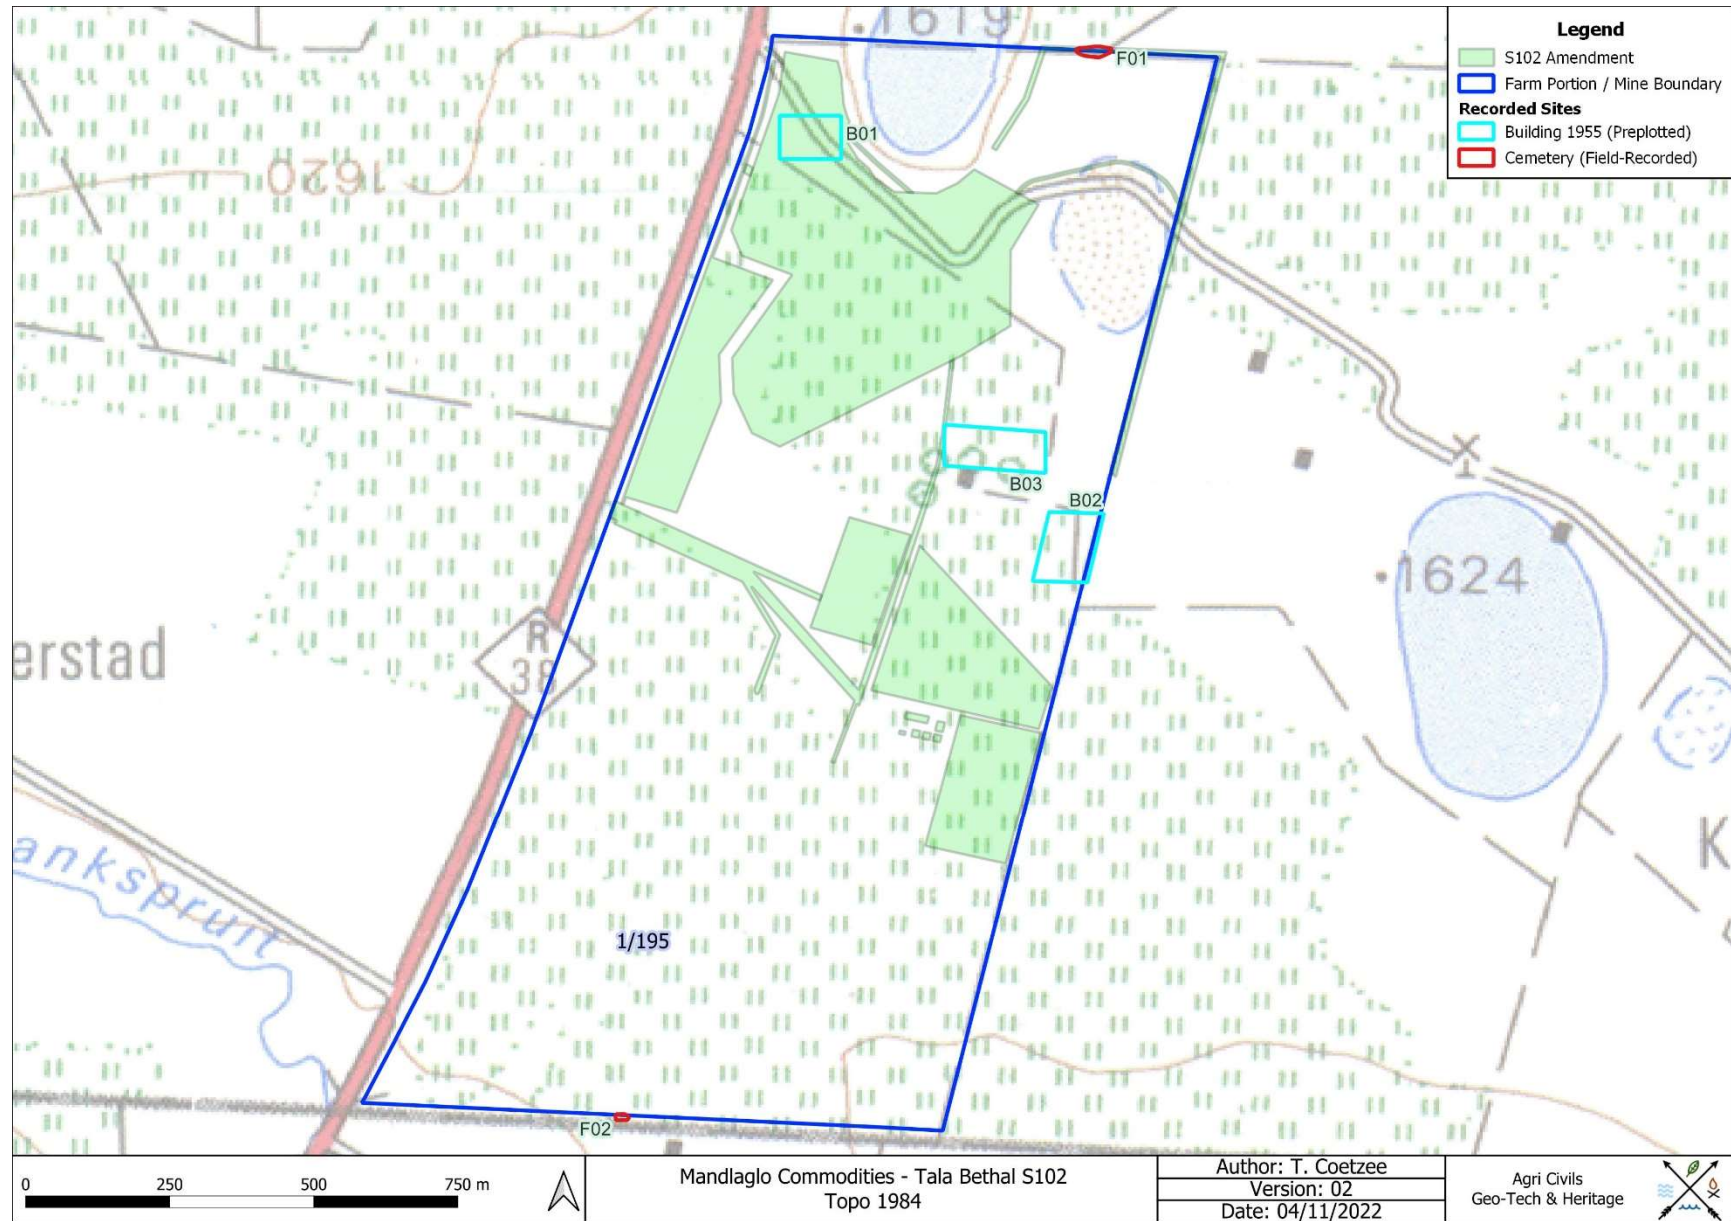 1619
F01
B01
1620
B03
B02
1624
erstad
R
38
K
ankspruit
1/195
F02
Legend
S102 Amendment
Farm Portion / Mine Boundary
Recorded Sites
Building 1955 (Preplotted)
Cemetery (Field-Recorded)
0 250 500 750 m
Mandlaglo Commodities - Tala Bethal S102
Topo 1984
Author: T. Coetzee
Version: 02
Date: 04/11/2022
Agri Civils
Geo-Tech & Heritage